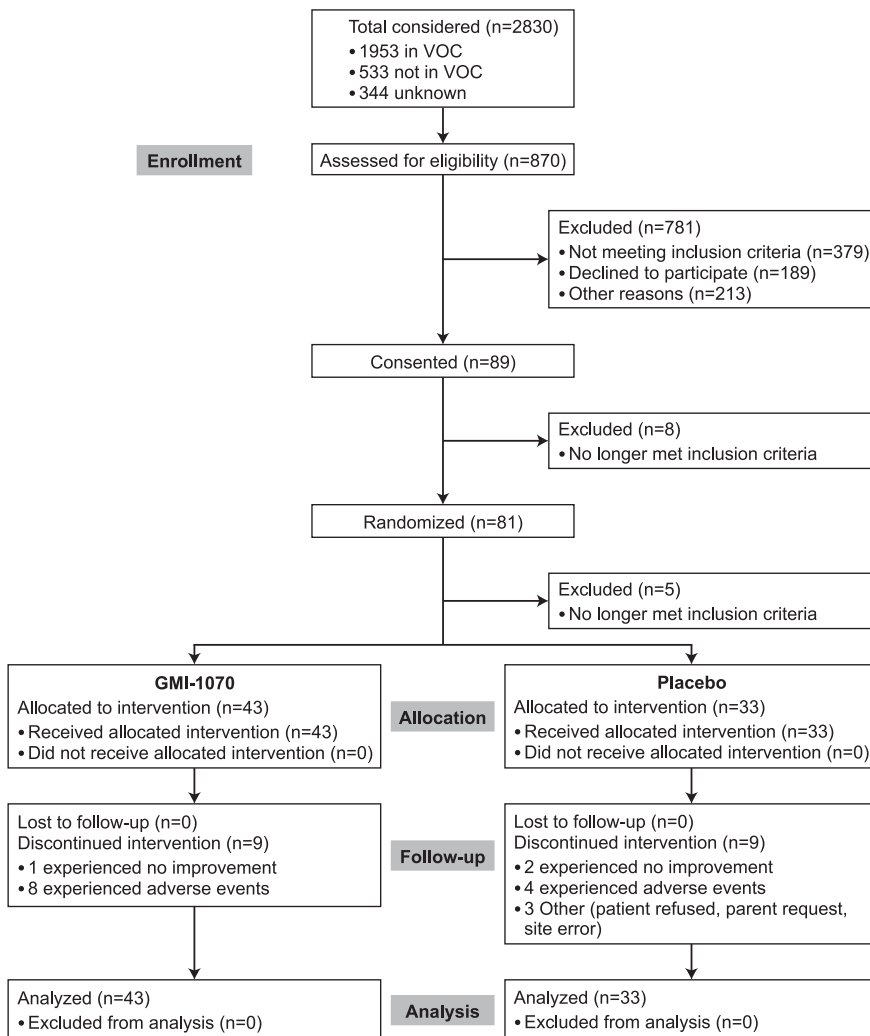 Total considered (n=2830)
• 1953 in VOC
• 533 not in VOC
• 344 unknown
Enrollment
Assessed for eligibility (n=870)
Excluded (n=781)
• Not meeting inclusion criteria (n=379)
• Declined to participate (n=189)
• Other reasons (n=213)
Consented (n=89)
Excluded (n=8)
• No longer met inclusion criteria
Randomized (n=81)
Excluded (n=5)
• No longer met inclusion criteria
GMI-1070
Allocated to intervention (n=43)
• Received allocated intervention (n=43)
• Did not receive allocated intervention (n=0)
Allocation
Placebo
Allocated to intervention (n=33)
• Received allocated intervention (n=33)
• Did not receive allocated intervention (n=0)
Lost to follow-up (n=0)
Discontinued intervention (n=9)
• 1 experienced no improvement
• 8 experienced adverse events
Follow-up
Lost to follow-up (n=0)
Discontinued intervention (n=9)
• 2 experienced no improvement
• 4 experienced adverse events
• 3 Other (patient refused, parent request,
site error)
Analyzed (n=43)
• Excluded from analysis (n=0)
Analysis
Analyzed (n=33)
• Excluded from analysis (n=0)